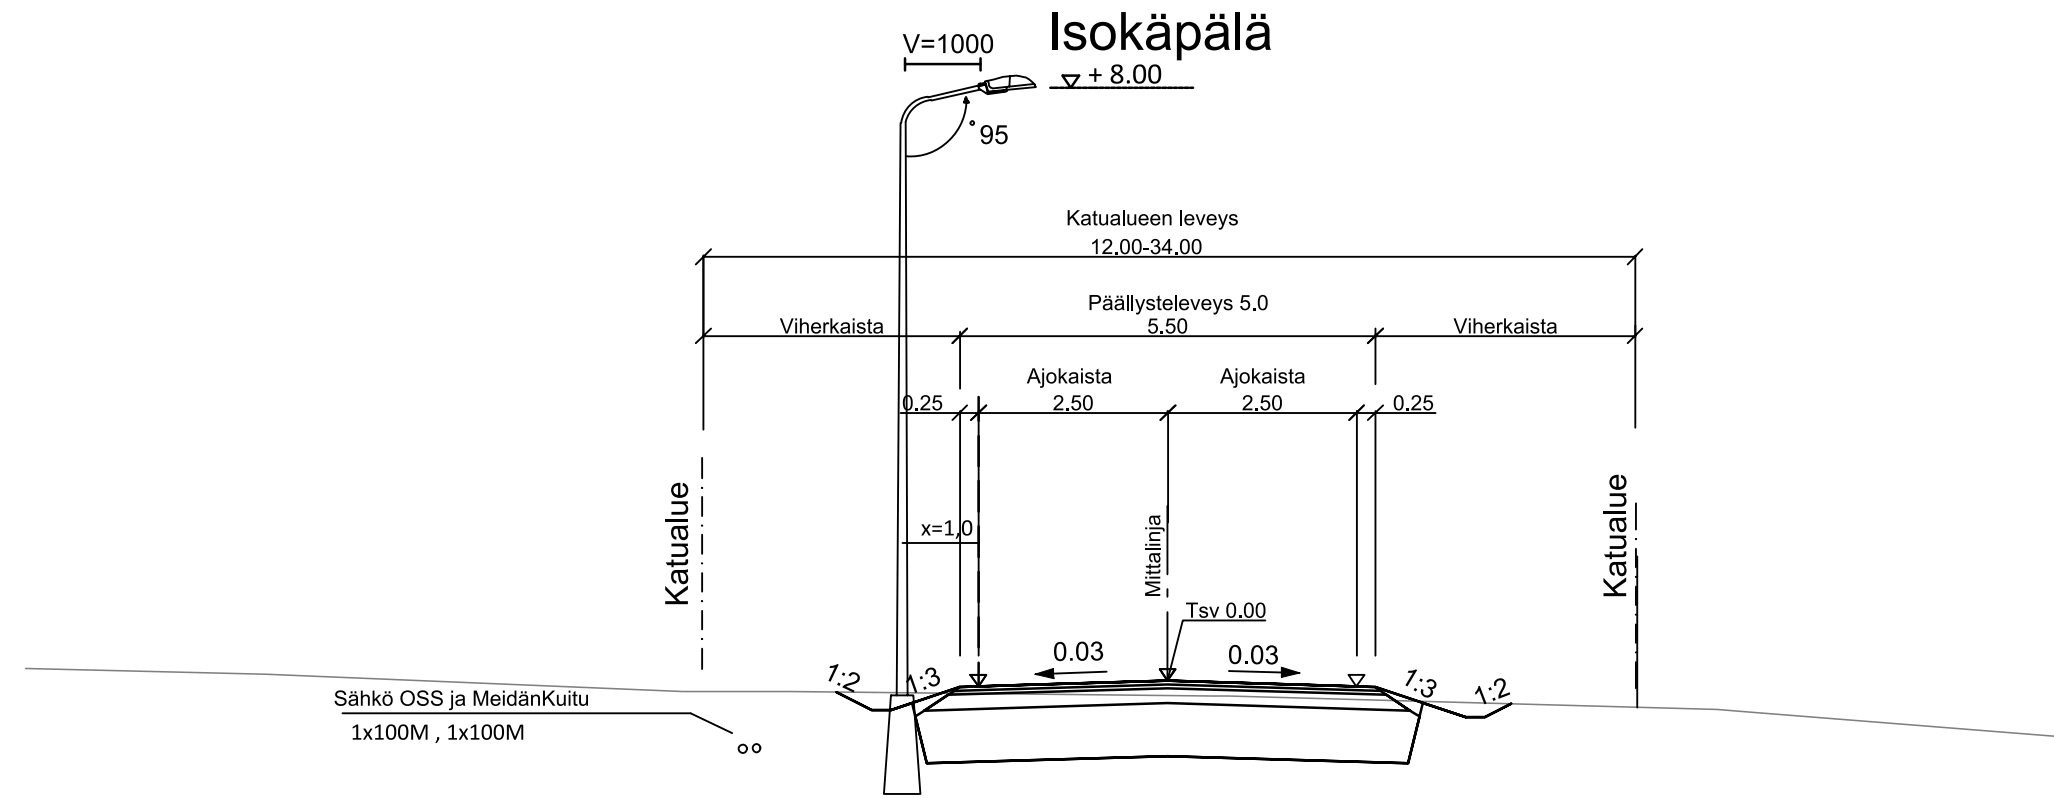 Isokäpälä
V=1000
+ 8.00
°95
Katualueen leveys
12.00-34.00
Päällysteleveys 5.0
Viherkaista
5.50
Viherkaista
Ajokaista
Ajokaista
0.25
2.50
2.50
0.25
Katualue
x=1,0
Mittalinja
Katualue
Tsv 0.00
0.03
0.03
1:2
1:3
1:3
1:2
Sähkö OSS ja MeidänKuitu
1x100M , 1x100M